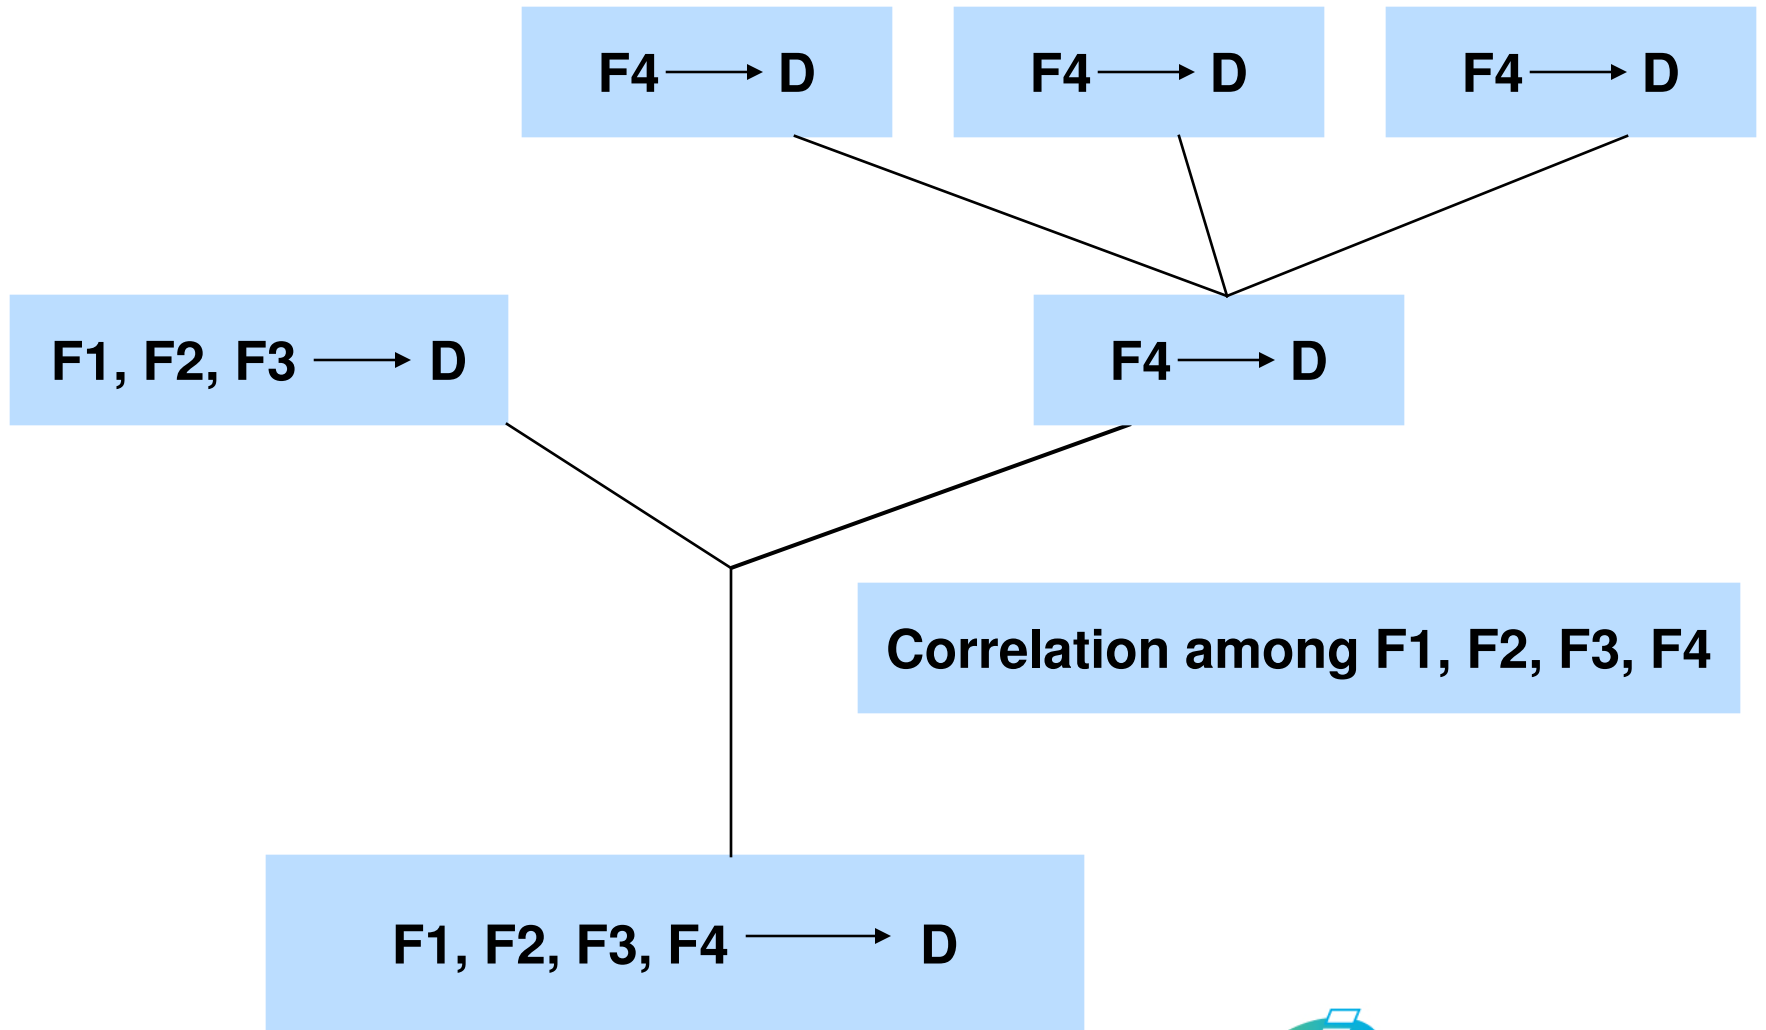 F4 → D
F4 → D
F4 → D
F1, F2, F3 → D
F4 → D
Correlation among F1, F2, F3, F4
F1, F2, F3, F4 → D